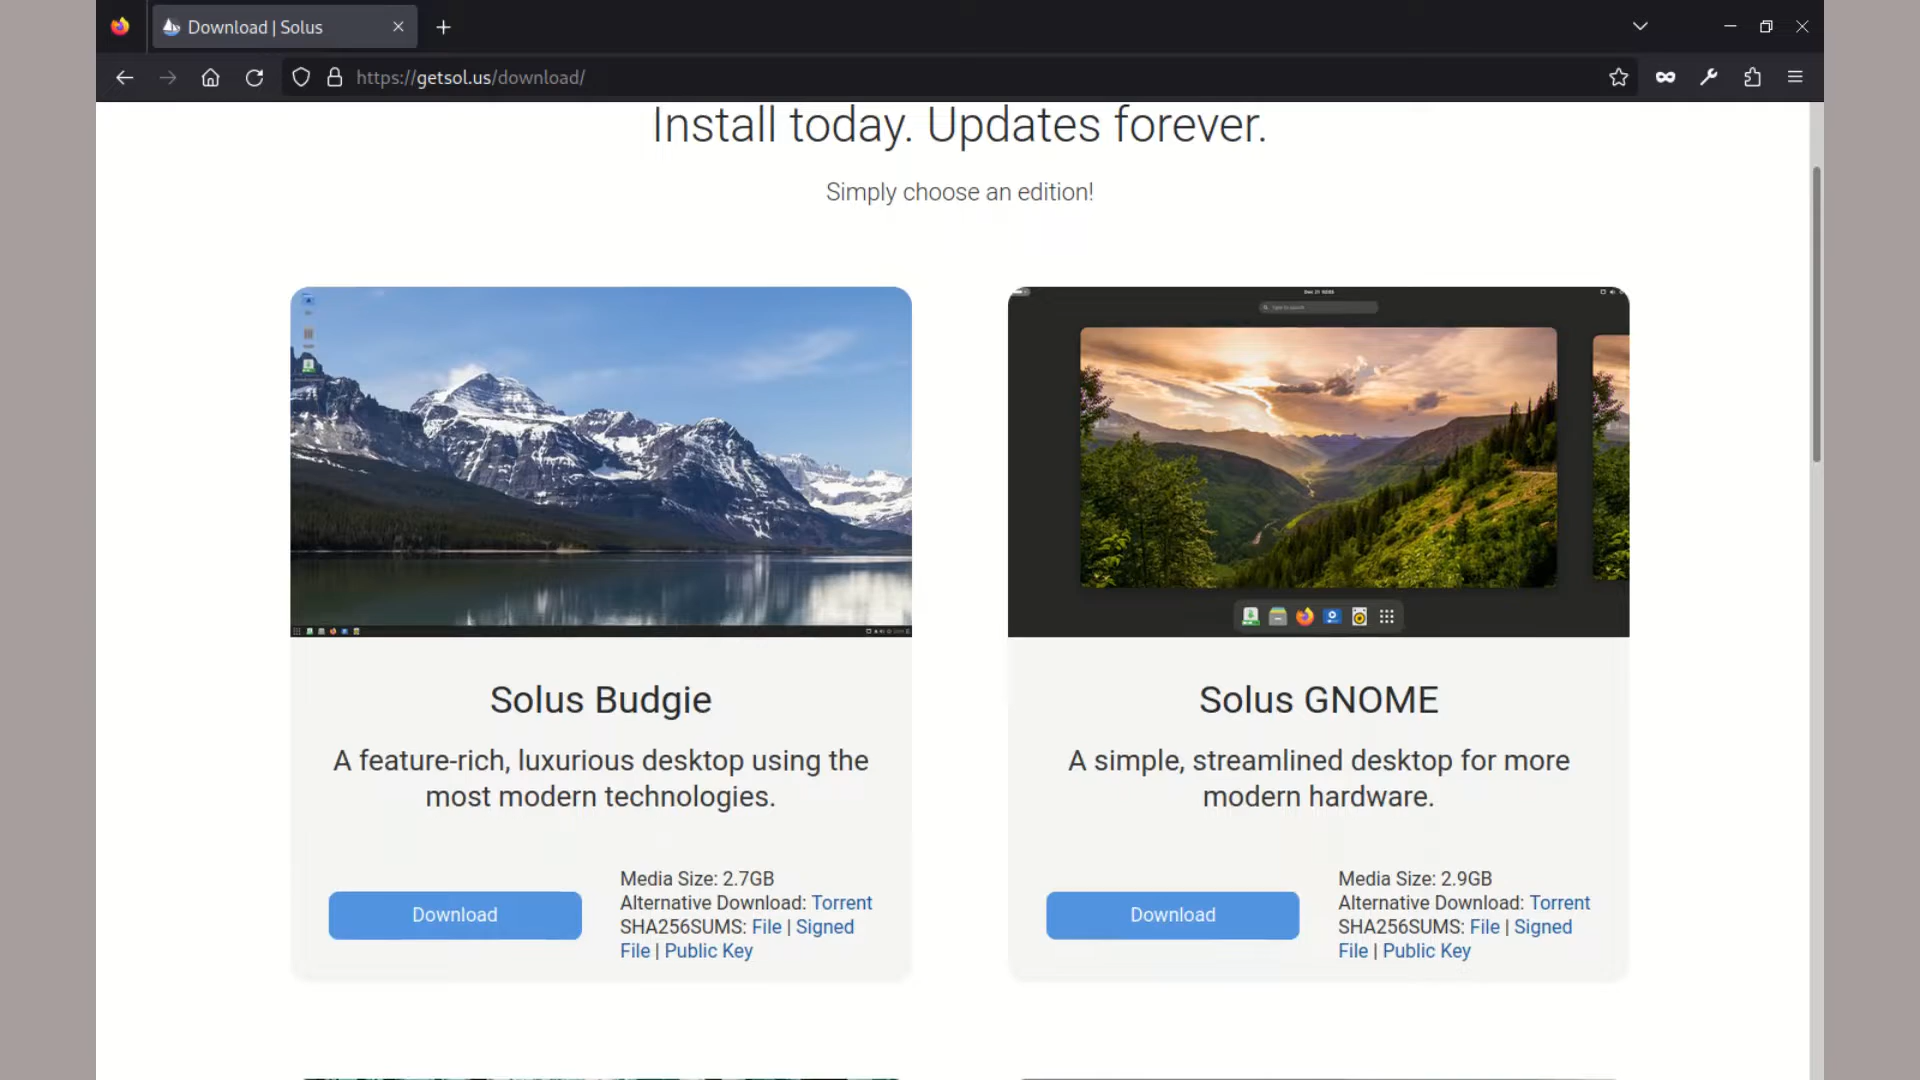 Download | Solus
https://getsol.us/download/
Install today. Updates forever.
Simply choose an edition!
Solus Budgie
A feature-rich, luxurious desktop using the
most modern technologies.
Download
Media Size: 2.7GB
Alternative Download: Torrent
SHA256SUMS: File | Signed
File | Public Key
Solus GNOME
A simple, streamlined desktop for more
modern hardware.
Download
Media Size: 2.9GB
Alternative Download: Torrent
SHA256SUMS: File | Signed
File | Public Key